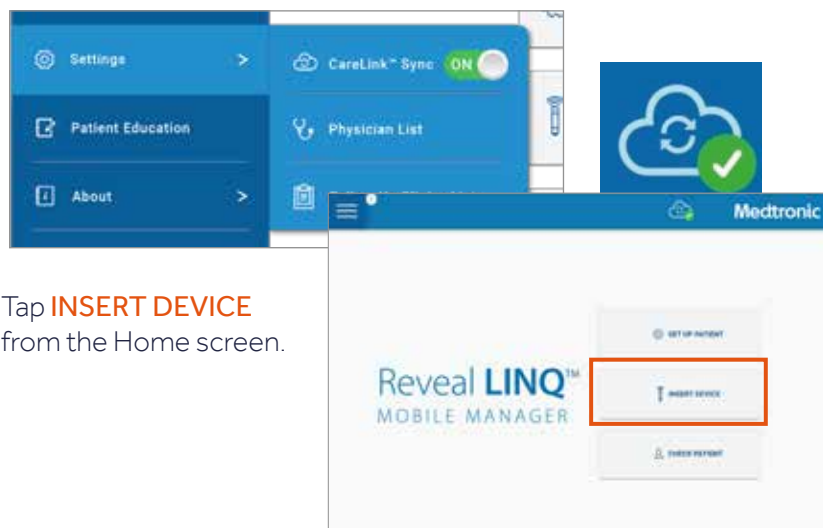 Settings >
CareLink™ Sync ON
Patient Education
Physician List
About >
Medtronic
Tap INSERT DEVICE
from the Home screen.
SET UP PATIENT
Reveal LINQ™
MOBILE MANAGER
INSERT DEVICE
CHECK PATIENT